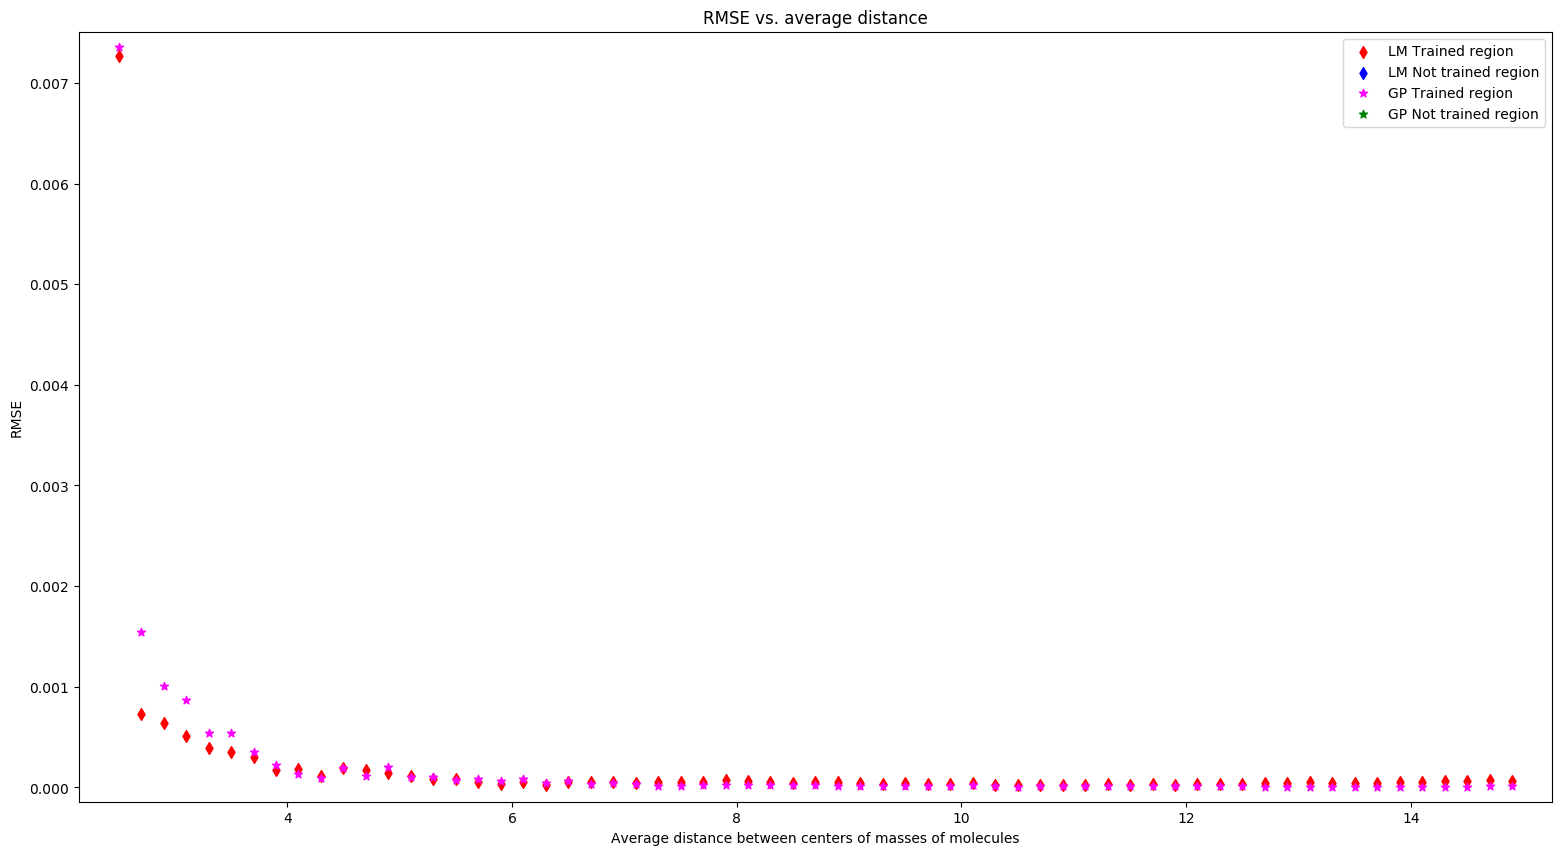 RMSE vs. average distance
LM Trained region
LM Not trained region
GP Trained region
GP Not trained region
0.007
0.006
0.005
0.004
0.003
0.002
0.001
0.000
RMSE
4 6 8 10 12 14
Average distance between centers of masses of molecules